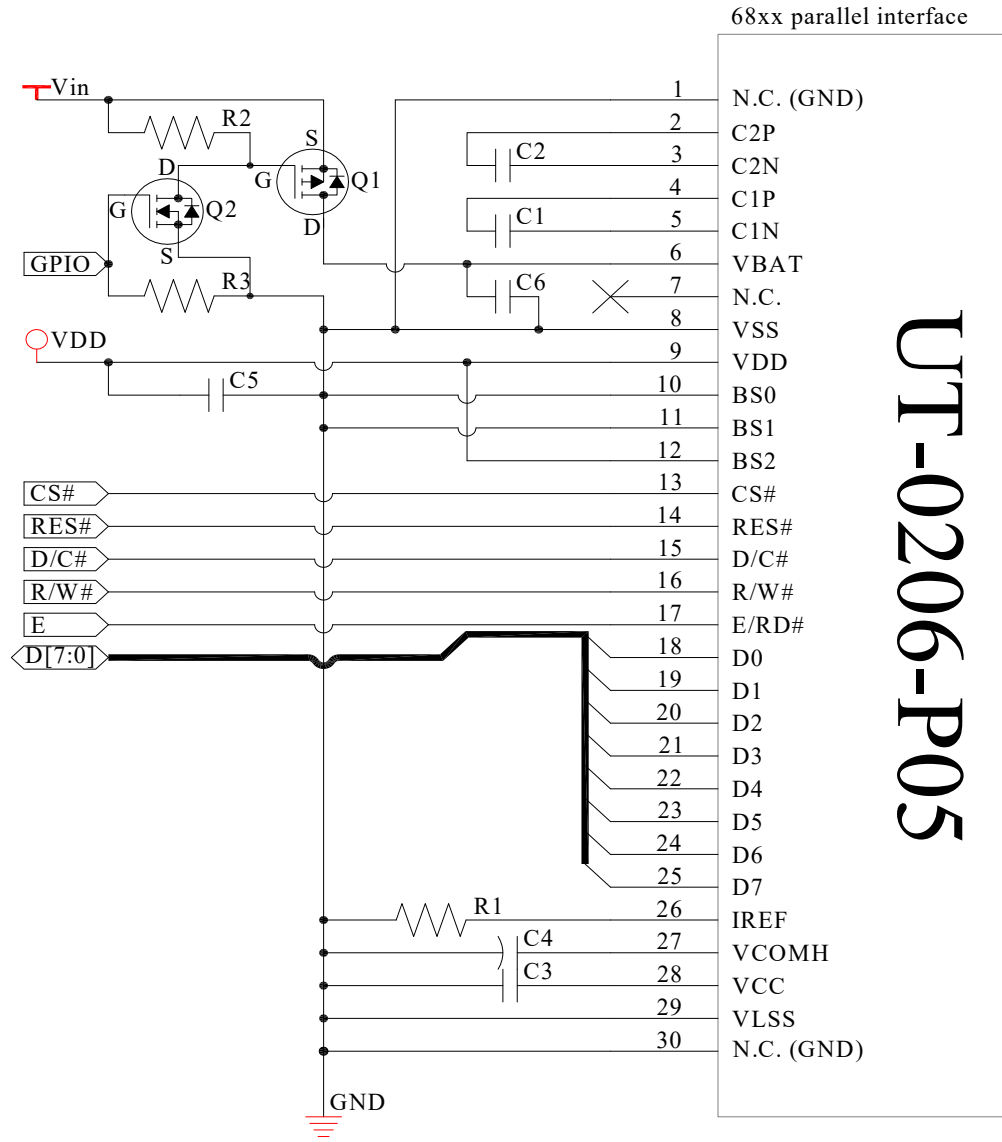 68xx parallel interface
Vin
R2
S
G
Q1
D
D
G
Q2
S
GPIO
R3
C2
C1
C6
VDD
C5
CS#
RES#
D/C#
R/W#
E
D[7:0]
R1
C4
C3
GND
1 N.C. (GND)
2 C2P
3 C2N
4 C1P
5 C1N
6 VBAT
7 N.C.
8 VSS
9 VDD
10 BS0
11 BS1
12 BS2
13 CS#
14 RES#
15 D/C#
16 R/W#
17 E/RD#
18 D0
19 D1
20 D2
21 D3
22 D4
23 D5
24 D6
25 D7
26 IREF
27 VCOMH
28 VCC
29 VLSS
30 N.C. (GND)
UT-0206-P05